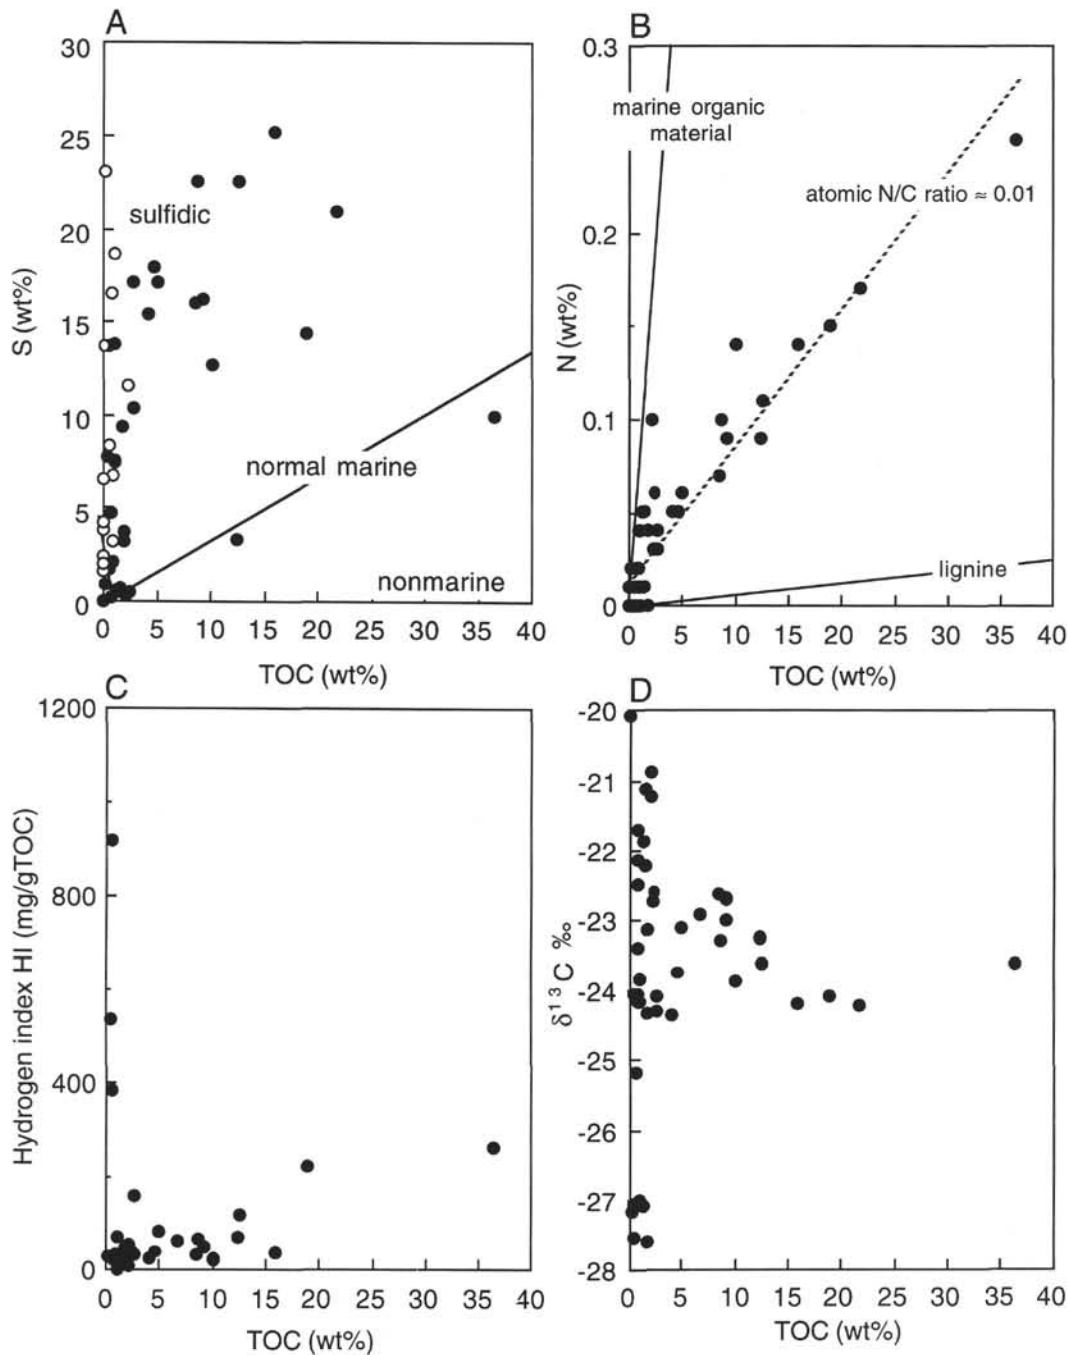 A
30
25
20
15
10
5
0
S (wt%)
sulfidic
normal marine
nonmarine
0 5 10 15 20 25 30 35 40
TOC (wt%)
B
0.3
0.2
0.1
0
N (wt%)
marine organic
material
atomic N/C ratio ≈ 0.01
lignine
0 5 10 15 20 25 30 35 40
TOC (wt%)
C
1200
800
400
0
Hydrogen index HI (mg/gTOC)
0 5 10 15 20 25 30 35 40
TOC (wt%)
D
-20
-21
-22
-23
-24
-25
-26
-27
-28
δ¹³C ‰
0 5 10 15 20 25 30 35 40
TOC (wt%)